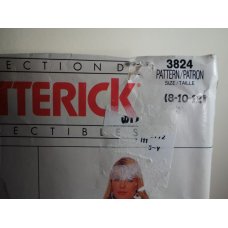 ECTION D
3824
PATTERN/PATRON
SIZE/TAILLE
(8-10-12)
TTERICK
ECTIBLES